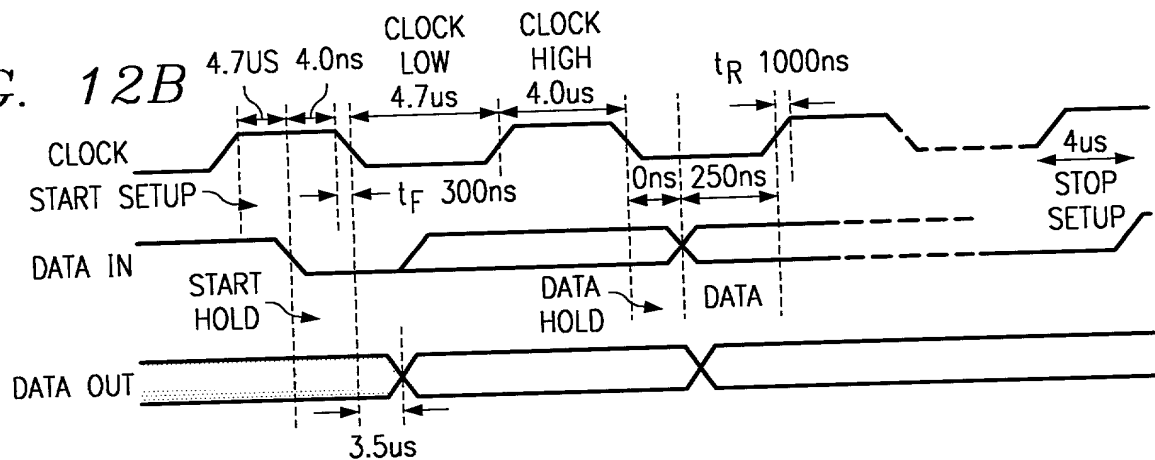 G. 12B
4.7US 4.0ns
CLOCK
LOW
4.7us
CLOCK
HIGH
4.0us
tR 1000ns
CLOCK
START SETUP
tF 300ns
0ns 250ns
4us
STOP
SETUP
DATA IN
START
HOLD
DATA
HOLD
DATA
DATA OUT
3.5us